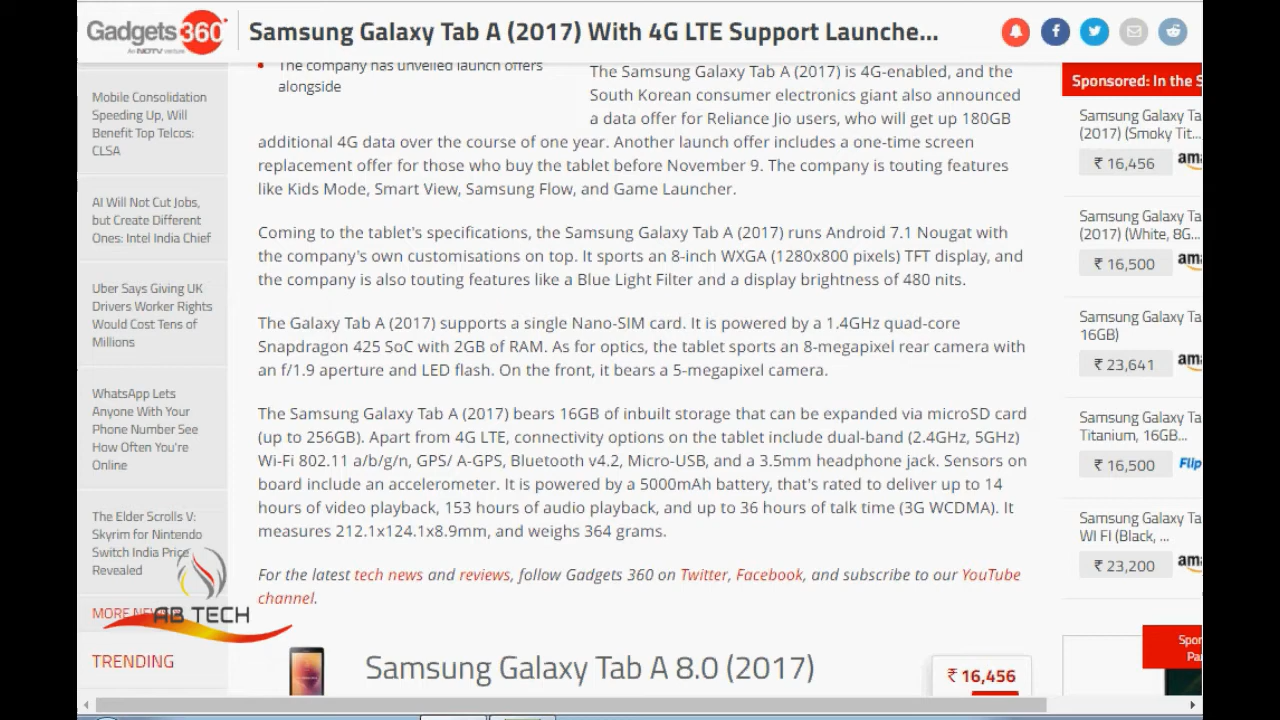 Gadgets 360°
An NDTV venture
Samsung Galaxy Tab A (2017) With 4G LTE Support Launche...
Mobile Consolidation
Speeding Up, Will
Benefit Top Telcos:
CLSA
AI Will Not Cut Jobs,
but Create Different
Ones: Intel India Chief
Uber Says Giving UK
Drivers Worker Rights
Would Cost Tens of
Millions
WhatsApp Lets
Anyone With Your
Phone Number See
How Often You're
Online
The Elder Scrolls V:
Skyrim for Nintendo
Switch India Price
Revealed
MORE
AB TECH
TRENDING
The company has unveiled launch offers
alongside
The Samsung Galaxy Tab A (2017) is 4G-enabled, and the
South Korean consumer electronics giant also announced
a data offer for Reliance Jio users, who will get up 180GB
additional 4G data over the course of one year. Another launch offer includes a one-time screen
replacement offer for those who buy the tablet before November 9. The company is touting features
like Kids Mode, Smart View, Samsung Flow, and Game Launcher.
Coming to the tablet's specifications, the Samsung Galaxy Tab A (2017) runs Android 7.1 Nougat with
the company's own customisations on top. It sports an 8-inch WXGA (1280x800 pixels) TFT display, and
the company is also touting features like a Blue Light Filter and a display brightness of 480 nits.
The Galaxy Tab A (2017) supports a single Nano-SIM card. It is powered by a 1.4GHz quad-core
Snapdragon 425 SoC with 2GB of RAM. As for optics, the tablet sports an 8-megapixel rear camera with
an f/1.9 aperture and LED flash. On the front, it bears a 5-megapixel camera.
The Samsung Galaxy Tab A (2017) bears 16GB of inbuilt storage that can be expanded via microSD card
(up to 256GB). Apart from 4G LTE, connectivity options on the tablet include dual-band (2.4GHz, 5GHz)
Wi-Fi 802.11 a/b/g/n, GPS/ A-GPS, Bluetooth v4.2, Micro-USB, and a 3.5mm headphone jack. Sensors on
board include an accelerometer. It is powered by a 5000mAh battery, that's rated to deliver up to 14
hours of video playback, 153 hours of audio playback, and up to 36 hours of talk time (3G WCDMA). It
measures 212.1x124.1x8.9mm, and weighs 364 grams.
For the latest tech news and reviews, follow Gadgets 360 on Twitter, Facebook, and subscribe to our YouTube
channel.
Samsung Galaxy Tab A 8.0 (2017)
₹ 16,456
Sponsored: In the S
Samsung Galaxy Ta
(2017) (Smoky Tit...
₹ 16,456 ama
Samsung Galaxy Ta
(2017) (White, 8G...
₹ 16,500 ama
Samsung Galaxy Ta
16GB)
₹ 23,641 ama
Samsung Galaxy Ta
Titanium, 16GB...
₹ 16,500 Flip
Samsung Galaxy Ta
WI FI (Black, ...
₹ 23,200 ama
Spon
Pa